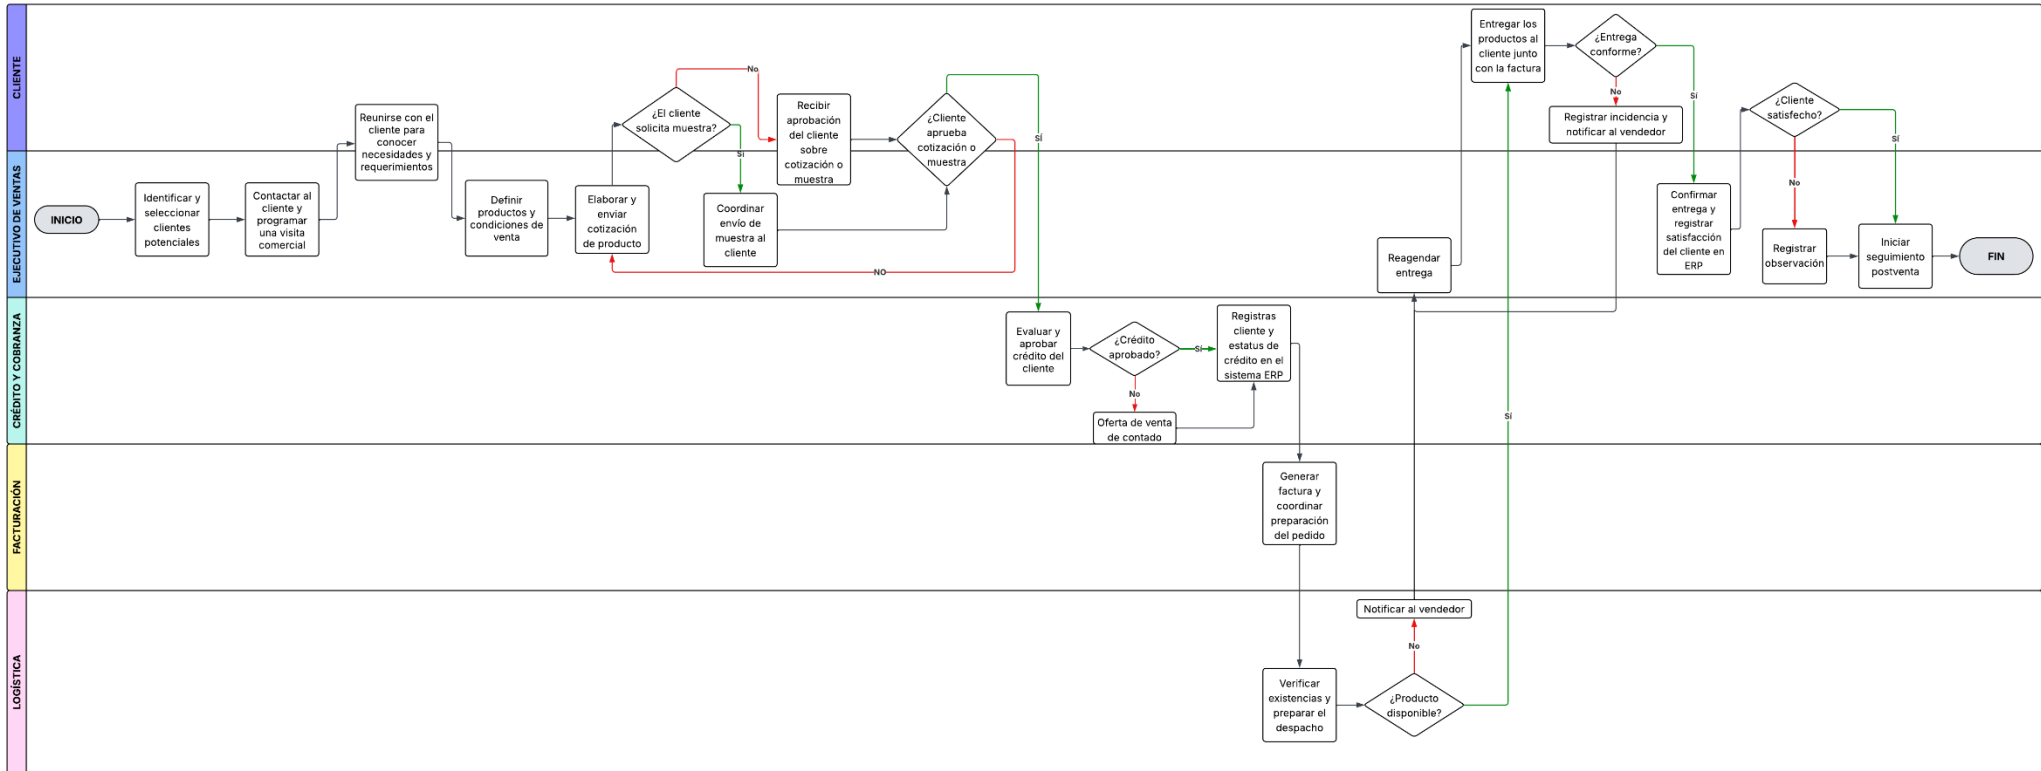 CLIENTE
EJECUTIVO DE VENTAS
CRÉDITO Y COBRANZA
FACTURACIÓN
LOGÍSTICA
INICIO
Identificar y
seleccionar
clientes
potenciales
Contactar al
cliente y
programar
una visita
comercial
Reunirse con el
cliente para
conocer
necesidades y
requerimientos
Definir
productos y
condiciones de
venta
Elaborar y
enviar
cotización
de producto
¿El cliente
solicita muestra?
No
Sí
Coordinar
envío de
muestra al
cliente
Recibir
aprobación
del cliente
sobre
cotización o
muestra
¿Cliente
aprueba
cotización o
muestra
SÍ
NO
Evaluar y
aprobar
crédito del
cliente
¿Crédito
aprobado?
Sí
No
Oferta de venta
de contado
Registras
cliente y
estatus de
crédito en el
sistema ERP
Generar
factura y
coordinar
preparación
del pedido
Verificar
existencias y
preparar el
despacho
¿Producto
disponible?
No
Notificar al vendedor
Sí
Reagendar
entrega
Entregar los
productos al
cliente junto
con la factura
¿Entrega
conforme?
No
Sí
Registrar incidencia y
notificar al vendedor
Confirmar
entrega y
registrar
satisfacción
del cliente en
ERP
¿Cliente
satisfecho?
No
Sí
Registrar
observación
Iniciar
seguimiento
postventa
FIN